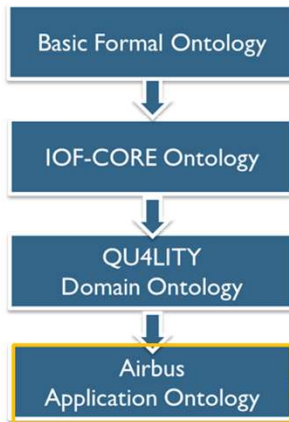 Basic Formal Ontology
IOF-CORE Ontology
QU4LITY
Domain Ontology
Airbus
Application Ontology